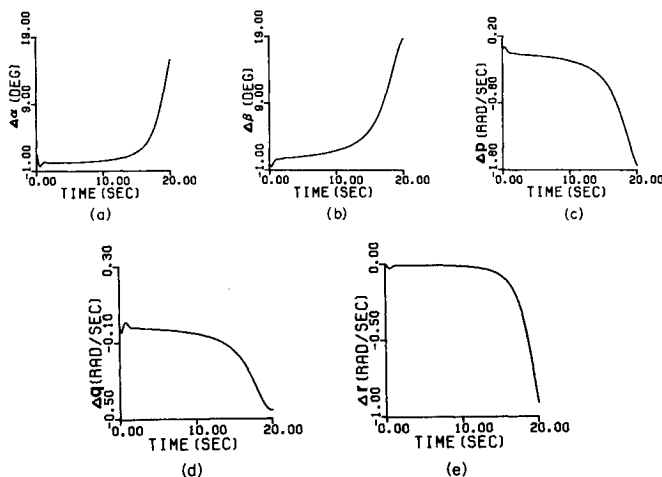 19.00
9.00
-1.00
Δα (DEG)
0.00 10.00 20.00
TIME(SEC)
(a)
19.00
9.00
-1.00
Δβ (DEG)
0.00 10.00 20.00
TIME(SEC)
(b)
0.20
-0.80
-1.80
Δp (RAD/SEC)
0.00 10.00 20.00
TIME(SEC)
(c)
0.30
-0.10
-0.50
Δq(RAD/SEC)
0.00 10.00 20.00
TIME(SEC)
(d)
0.00
-0.50
-1.00
Δr (RAD/SEC)
0.00 10.00 20.00
TIME(SEC)
(e)